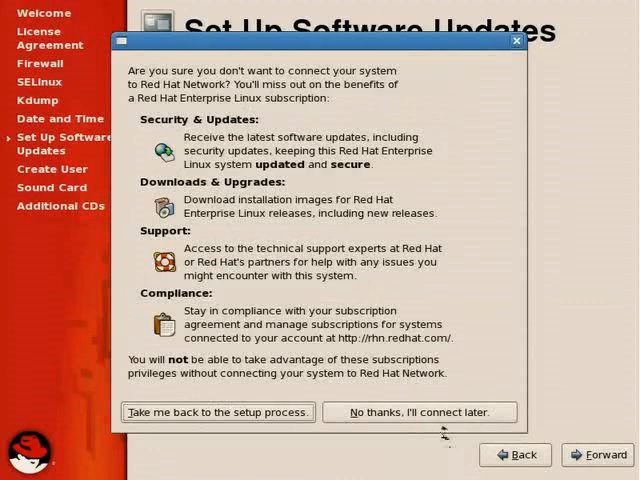 Welcome
License
Agreement
Firewall
SELinux
Kdump
Date and Time
Set Up Software
Updates
Create User
Sound Card
Additional CDs
Set Up Software Updates
Are you sure you don't want to connect your system
to Red Hat Network? You'll miss out on the benefits of
a Red Hat Enterprise Linux subscription:
Security & Updates:
Receive the latest software updates, including
security updates, keeping this Red Hat Enterprise
Linux system updated and secure.
Downloads & Upgrades:
Download installation images for Red Hat
Enterprise Linux releases, including new releases.
Support:
Access to the technical support experts at Red Hat
or Red Hat's partners for help with any issues you
might encounter with this system.
Compliance:
Stay in compliance with your subscription
agreement and manage subscriptions for systems
connected to your account at http://rhn.redhat.com/.
You will not be able to take advantage of these subscriptions
privileges without connecting your system to Red Hat Network.
Take me back to the setup process.
No thanks, I'll connect later.
Back
Forward